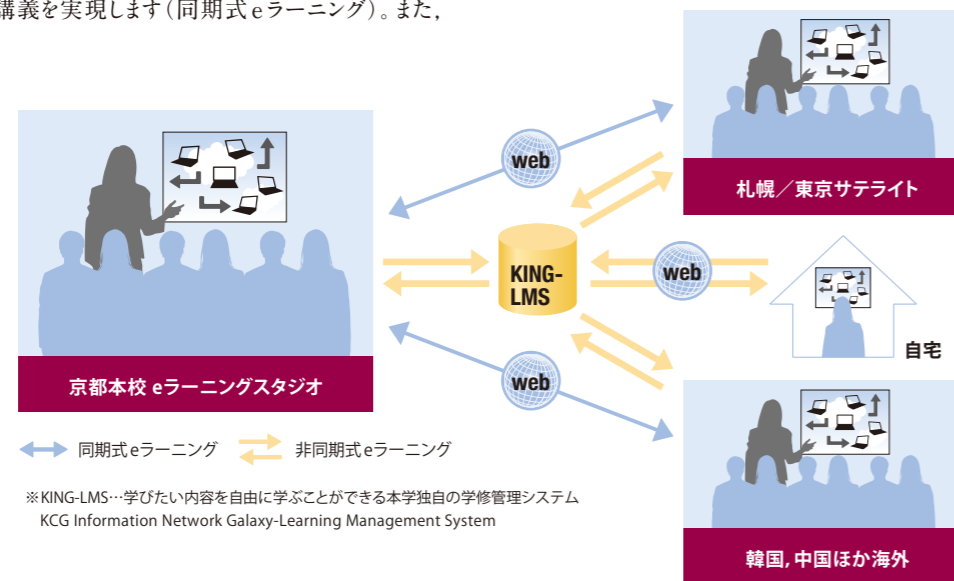 講義を実現します(同期式eラーニング)。また,
web
札幌／東京サテライト
KING-
LMS
web
自宅
web
京都本校 eラーニングスタジオ
同期式eラーニング
非同期式eラーニング
※KING-LMS…学びたい内容を自由に学ぶことができる本学独自の学修管理システム
KCG Information Network Galaxy-Learning Management System
韓国, 中国ほか海外